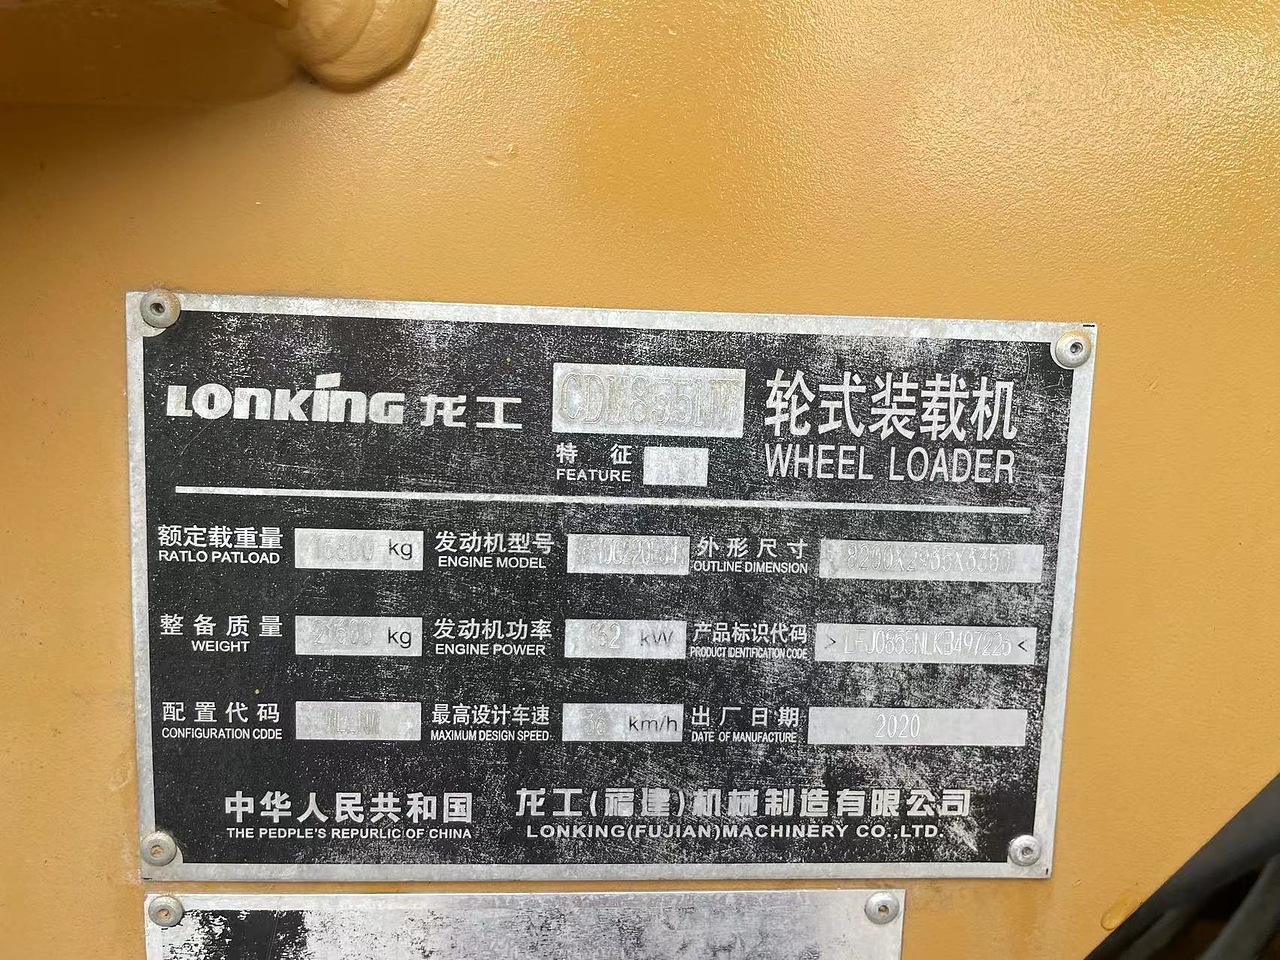 LONKING 龙工
轮式装载机
特 征
FEATURE
WHEEL LOADER
额定载重量
RATLO PATLOAD
kg
发动机型号
ENGINE MODEL
外形尺寸
OUTLINE DIMENSION
整备质量
WEIGHT
kg
发动机功率
ENGINE POWER
162 kW
产品标识代码
PRODUCT IDENTIFICATION CODE
配置代码
CONFIGURATION CDDE
最高设计车速
MAXIMUM DESIGN SPEED
km/h
出厂日期
DATE OF MANUFACTURE
2020
中华人民共和国
THE PEDPLE'S REPUBLIC OF CHINA
龙工(福建)机械制造有限公司
LONKING(FUJIAN)MACHINERY CO.,LTD.